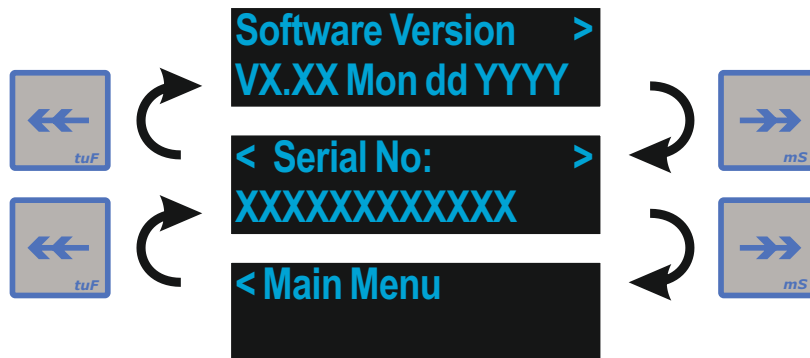 Software Version >
VX.XX Mon dd YYYY
tuF
mS
< Serial No: >
XXXXXXXXXXXX
tuF
mS
< Main Menu